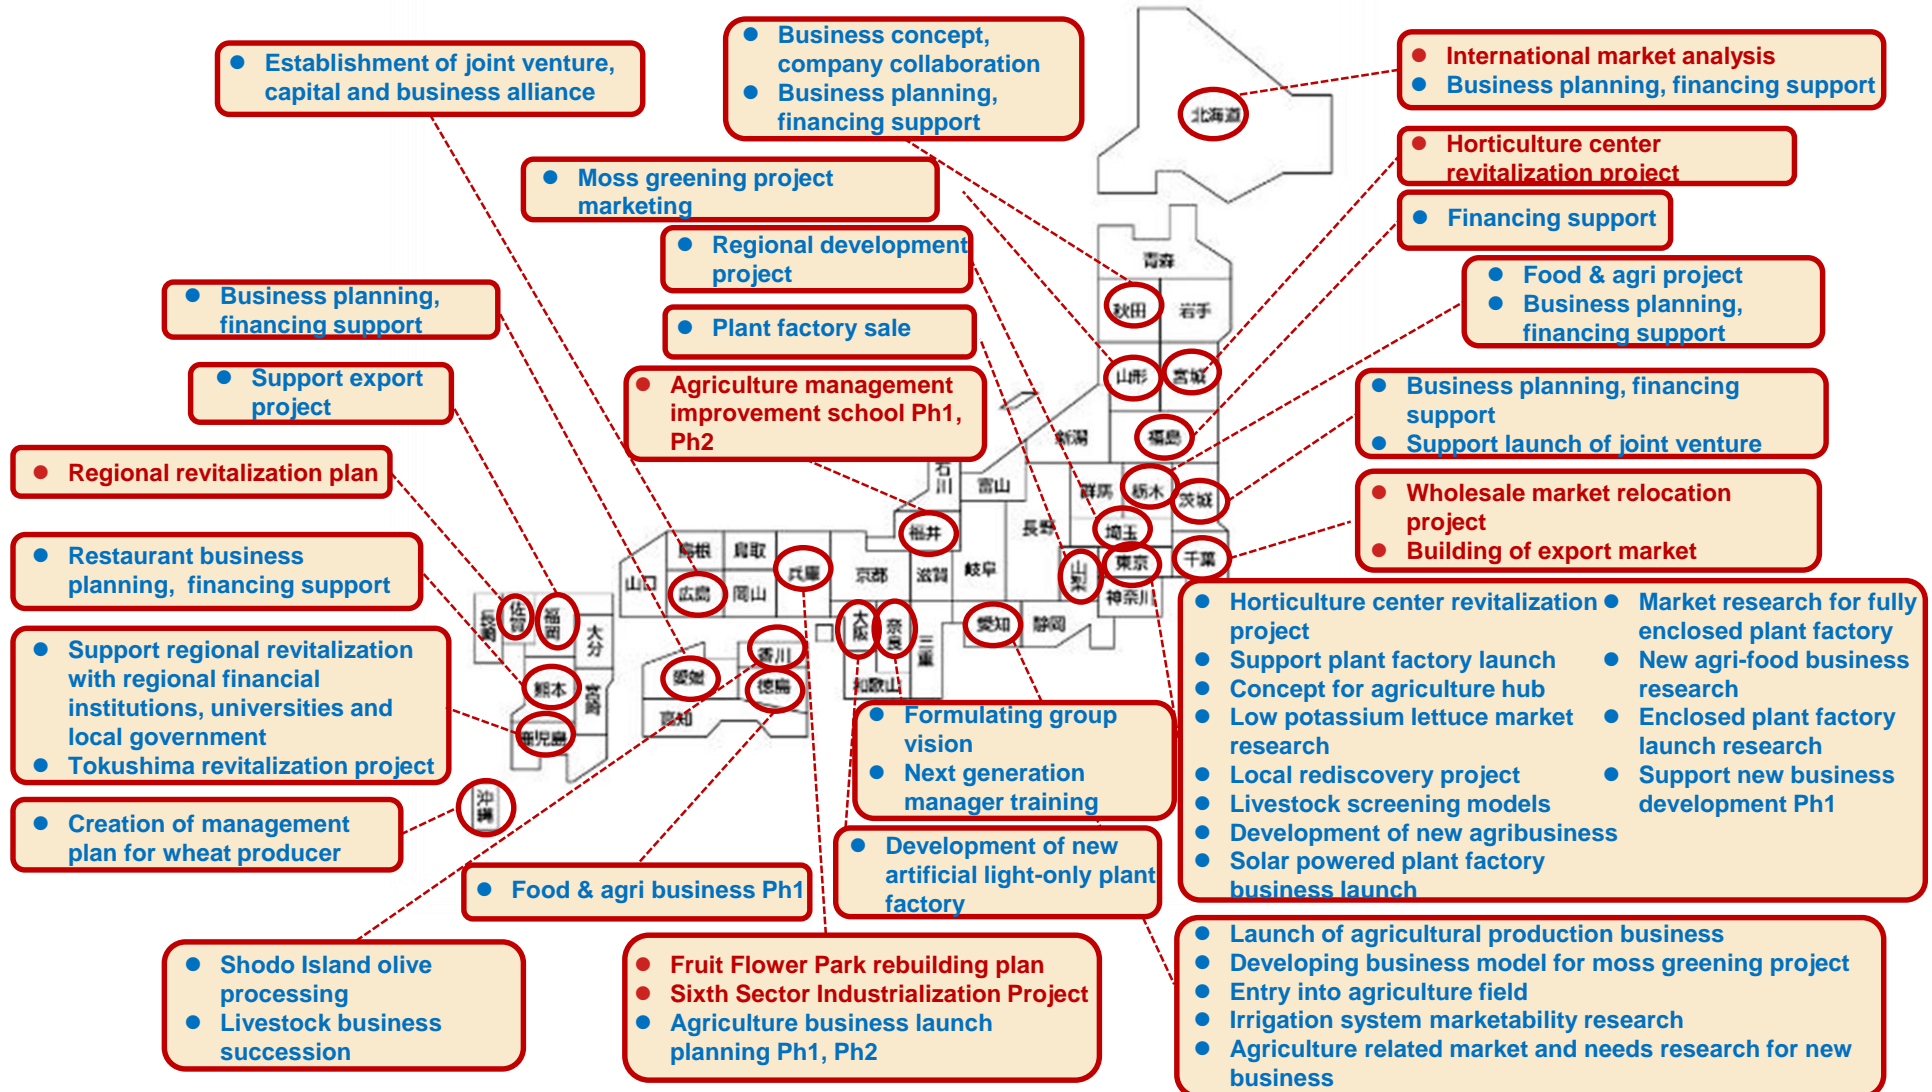 Establishment of joint venture,
capital and business alliance
Business concept,
company collaboration
Business planning,
financing support
International market analysis
Business planning, financing support
Horticulture center
revitalization project
Moss greening project
marketing
Financing support
Regional development
project
Food & agri project
Business planning,
financing support
Business planning,
financing support
Plant factory sale
Support export
project
Agriculture management
improvement school Ph1,
Ph2
Business planning, financing
support
Support launch of joint venture
Regional revitalization plan
Wholesale market relocation
project
Building of export market
Restaurant business
planning, financing support
Support regional revitalization
with regional financial
institutions, universities and
local government
Tokushima revitalization project
Creation of management
plan for wheat producer
Formulating group
vision
Next generation
manager training
Development of new
artificial light-only plant
factory
Food & agri business Ph1
Horticulture center revitalization
project
Support plant factory launch
Concept for agriculture hub
Low potassium lettuce market
research
Local rediscovery project
Livestock screening models
Development of new agribusiness
Solar powered plant factory
business launch
Market research for fully
enclosed plant factory
New agri-food business
research
Enclosed plant factory
launch research
Support new business
development Ph1
Shodo Island olive
processing
Livestock business
succession
Fruit Flower Park rebuilding plan
Sixth Sector Industrialization Project
Agriculture business launch
planning Ph1, Ph2
Launch of agricultural production business
Developing business model for moss greening project
Entry into agriculture field
Irrigation system marketability research
Agriculture related market and needs research for new
business
北海道
青森
秋田
岩手
山形
宮城
新潟
福島
石川
富山
群馬
栃木
茨城
福井
長野
埼玉
千葉
島根
鳥取
兵庫
京都
滋賀
岐阜
山梨
東京
山口
広島
岡山
神奈川
長崎
佐賀
福岡
大分
大阪
奈良
三重
愛知
静岡
香川
愛媛
徳島
和歌山
熊本
宮崎
高知
鹿児島
沖縄